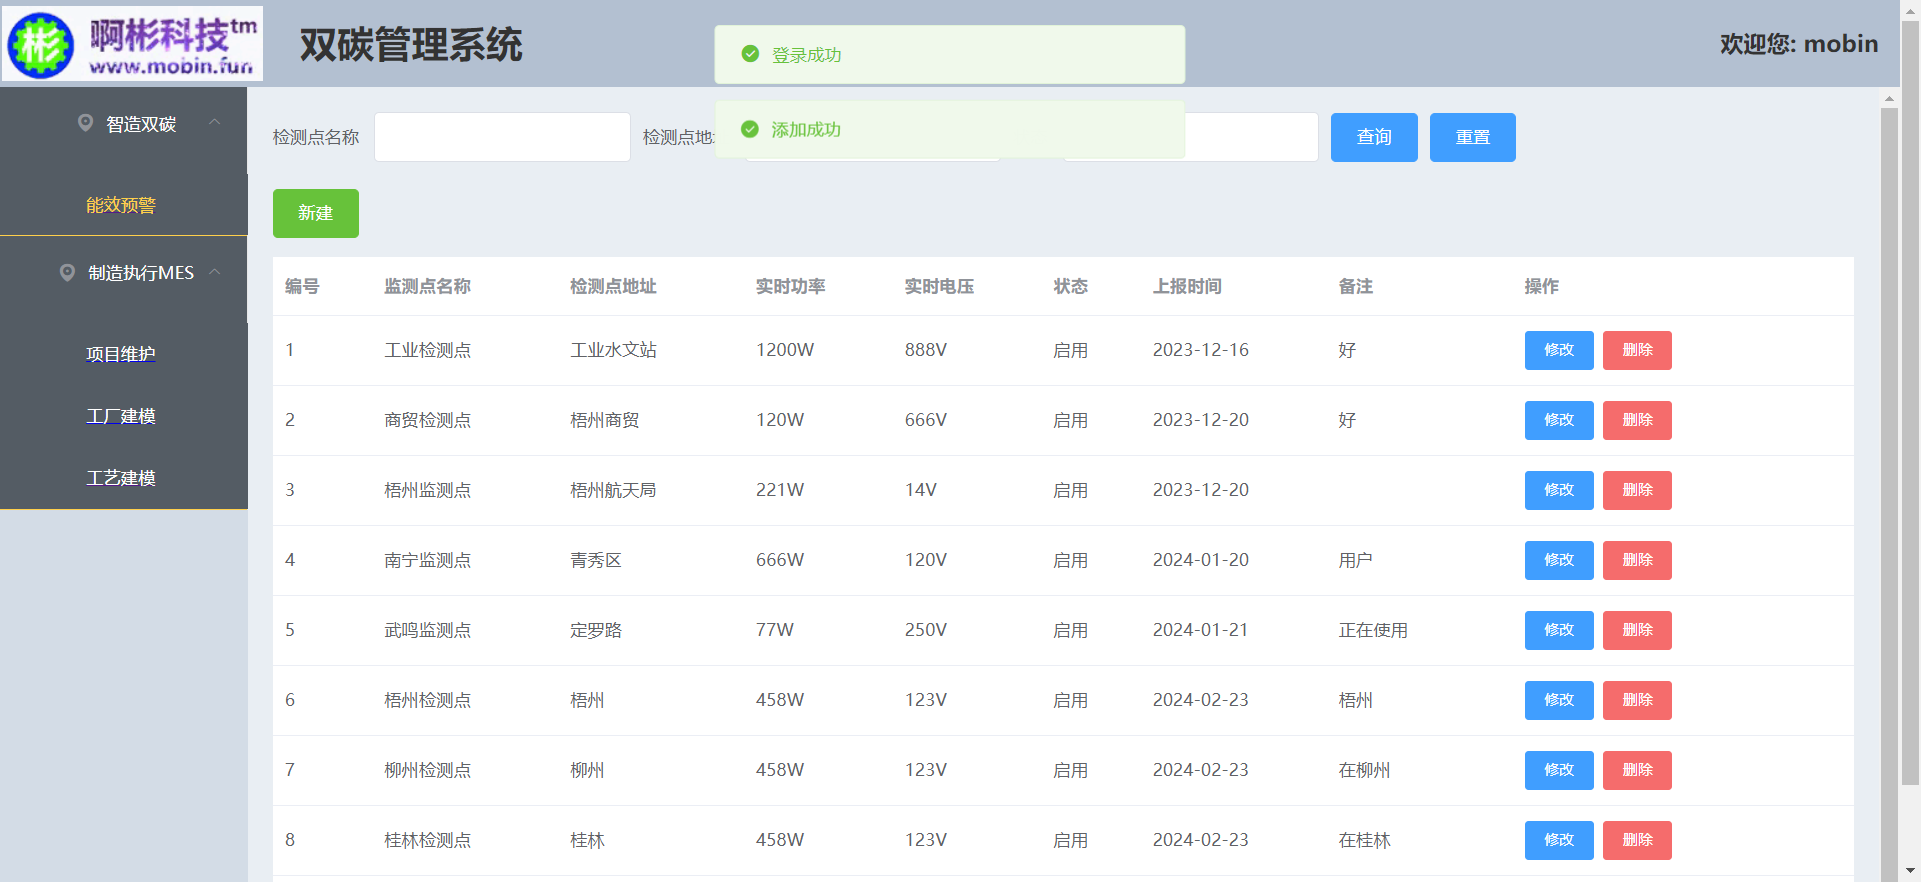 彬 啊彬科技™
www.mobin.fun
双碳管理系统
登录成功
欢迎您: mobin
智造双碳
能效预警
制造执行MES
项目维护
工厂建模
工艺建模
检测点名称 检测点地 添加成功 查询 重置
新建
编号 监测点名称 检测点地址 实时功率 实时电压 状态 上报时间 备注 操作
1 工业检测点 工业水文站 1200W 888V 启用 2023-12-16 好 修改 删除
2 商贸检测点 梧州商贸 120W 666V 启用 2023-12-20 好 修改 删除
3 梧州监测点 梧州航天局 221W 14V 启用 2023-12-20 修改 删除
4 南宁监测点 青秀区 666W 120V 启用 2024-01-20 用户 修改 删除
5 武鸣监测点 定罗路 77W 250V 启用 2024-01-21 正在使用 修改 删除
6 梧州检测点 梧州 458W 123V 启用 2024-02-23 梧州 修改 删除
7 柳州检测点 柳州 458W 123V 启用 2024-02-23 在柳州 修改 删除
8 桂林检测点 桂林 458W 123V 启用 2024-02-23 在桂林 修改 删除